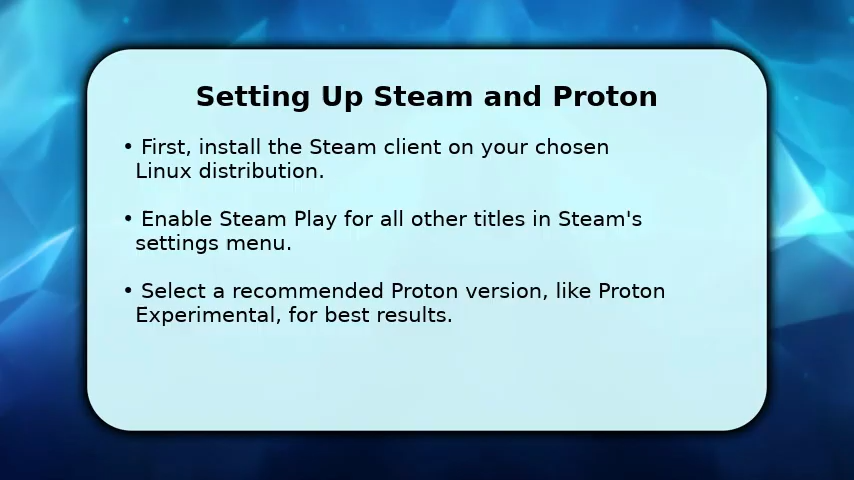 Setting Up Steam and Proton
• First, install the Steam client on your chosen
Linux distribution.
• Enable Steam Play for all other titles in Steam's
settings menu.
• Select a recommended Proton version, like Proton
Experimental, for best results.